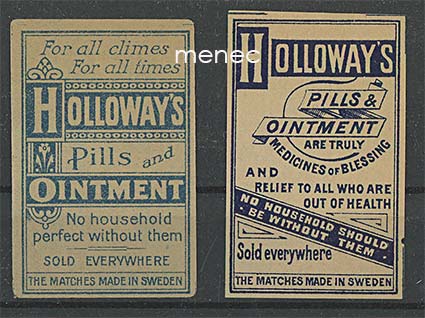 For all climes
For all times
HOLLOWAY'S
Pills and
OINTMENT
No household
perfect without them
SOLD EVERYWHERE
THE MATCHES MADE IN SWEDEN
menec
HOLLOWAY'S
PILLS &
OINTMENT
ARE TRULY
MEDICINES OF BLESSING
AND
RELIEF TO ALL WHO ARE
OUT OF HEALTH
NO HOUSEHOLD SHOULD
BE WITHOUT THEM
Sold everywhere
THE MATCHES MADE IN SWEDEN